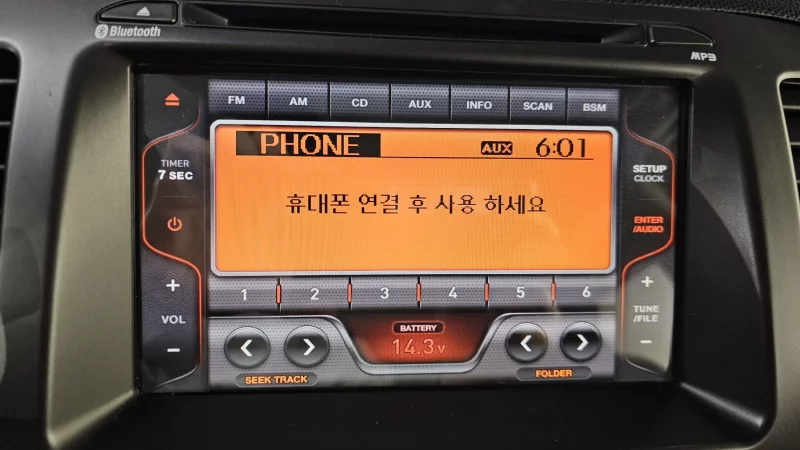 Bluetooth
MP3
FM AM CD AUX INFO SCAN BSM
PHONE AUX 6:01
TIMER
7 SEC
SETUP
CLOCK
휴대폰 연결 후 사용 하세요
ENTER
/AUDIO
+
VOL
-
+
TUNE
/FILE
-
1 2 3 4 5 6
BATTERY
14.3v
SEEK TRACK
FOLDER